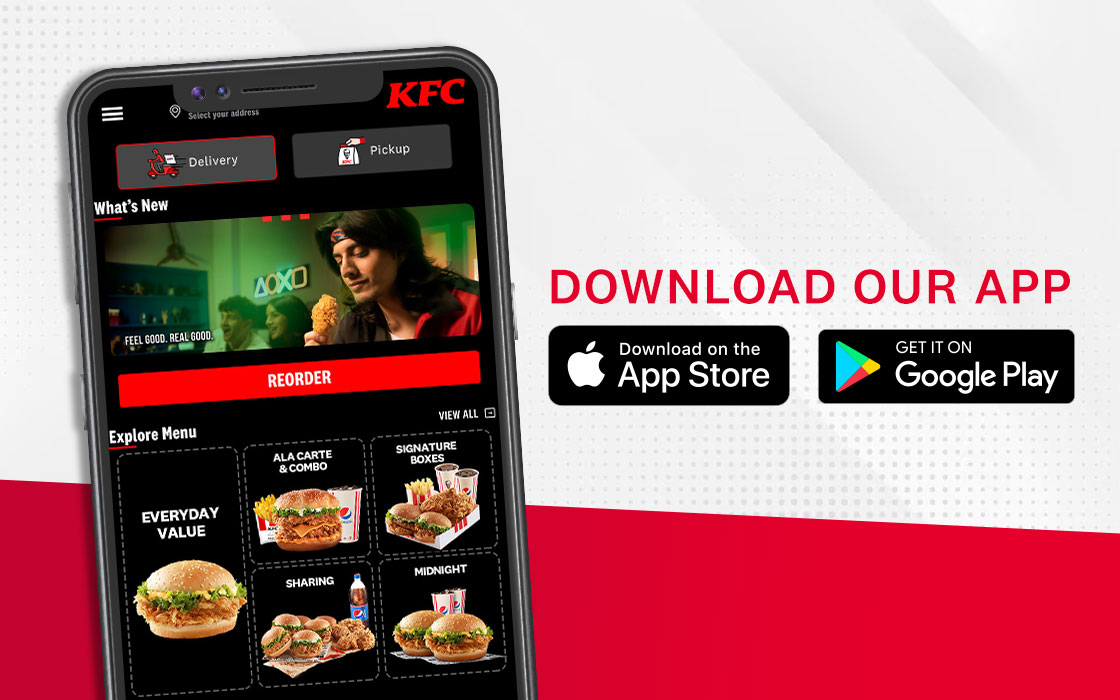 KFC
Select your address
Delivery
KFC
Pickup
What's New
FEEL GOOD. REAL GOOD.
REORDER
VIEW ALL
Explore Menu
EVERYDAY
VALUE
ALA CARTE
& COMBO
SIGNATURE
BOXES
SHARING
MIDNIGHT
DOWNLOAD OUR APP
Download on the
App Store
GET IT ON
Google Play